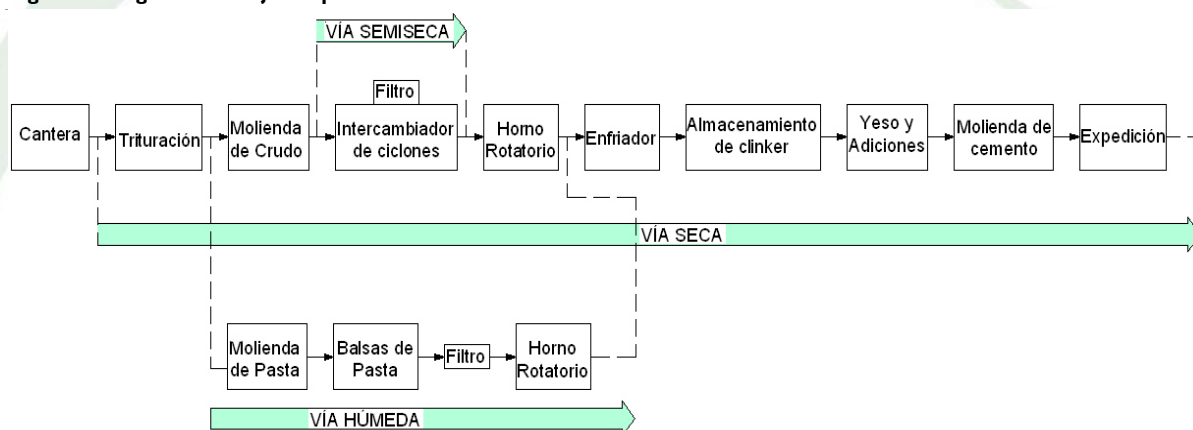 VÍA SEMISECA
Filtro
Cantera
Trituración
Molienda
de Crudo
Intercambiador
de ciclones
Horno
Rotatorio
Enfriador
Almacenamiento
de clinker
Yeso y
Adiciones
Molienda de
cemento
Expedición
VÍA SECA
Molienda
de Pasta
Balsas de
Pasta
Filtro
Horno
Rotatorio
VÍA HÚMEDA